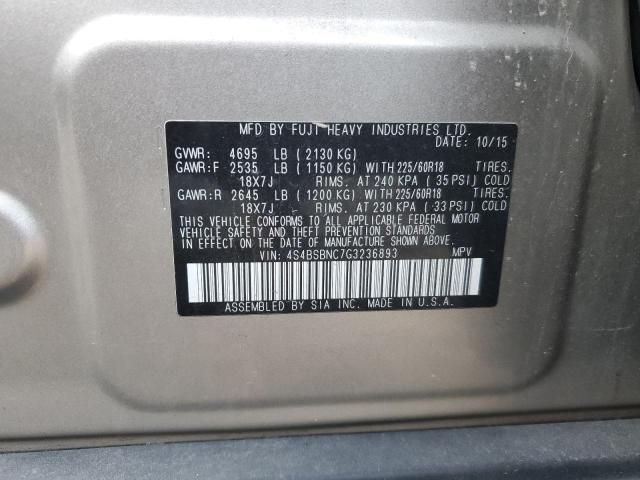 MFD BY FUJI HEAVY INDUSTRIES LTD.
DATE: 10/15
GVWR: 4695 LB ( 2130 KG)
GAWR:F 2535 LB ( 1150 KG) WITH 225/60R18 TIRES.
18X7J RIMS. AT 240 KPA ( 35 PSI) COLD
GAWR:R 2645 LB ( 1200 KG) WITH 225/60R18 TIRES.
18X7J RIMS. AT 230 KPA ( 33 PSI) COLD
THIS VEHICLE CONFORMS TO ALL APPLICABLE FEDERAL MOTOR
VEHICLE SAFETY AND THEFT PREVENTION STANDARDS
IN EFFECT ON THE DATE OF MANUFACTURE SHOWN ABOVE.
VIN: 4S4BSBNC7G3236893 MPV
ASSEMBLED BY SIA INC. MADE IN U.S.A.